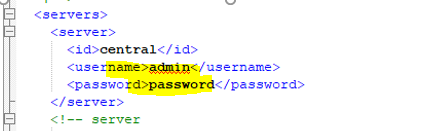 <servers>
<server>
<id>central</id>
<username>admin</username>
<password>password</password>
</server>
<!-- server